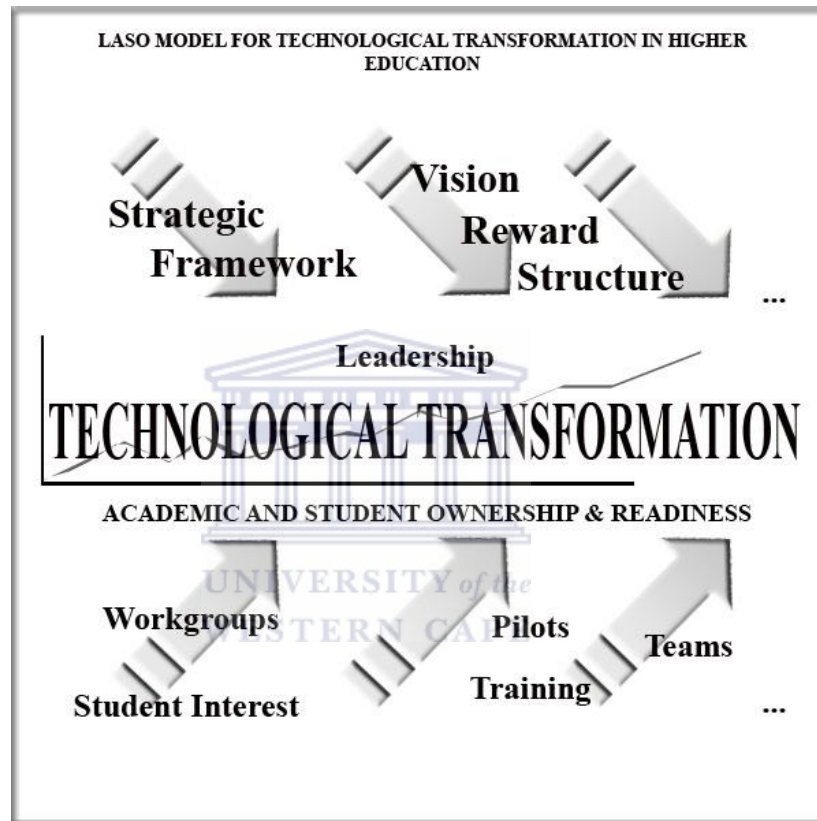 LASO MODEL FOR TECHNOLOGICAL TRANSFORMATION IN HIGHER
EDUCATION
Vision
Strategic
Reward
Framework
Structure
...
Leadership
TECHNOLOGICAL TRANSFORMATION
ACADEMIC AND STUDENT OWNERSHIP & READINESS
UNIVERSITY of the
WESTERN CAPE
Workgroups
Pilots
Teams
Training
Student Interest
...